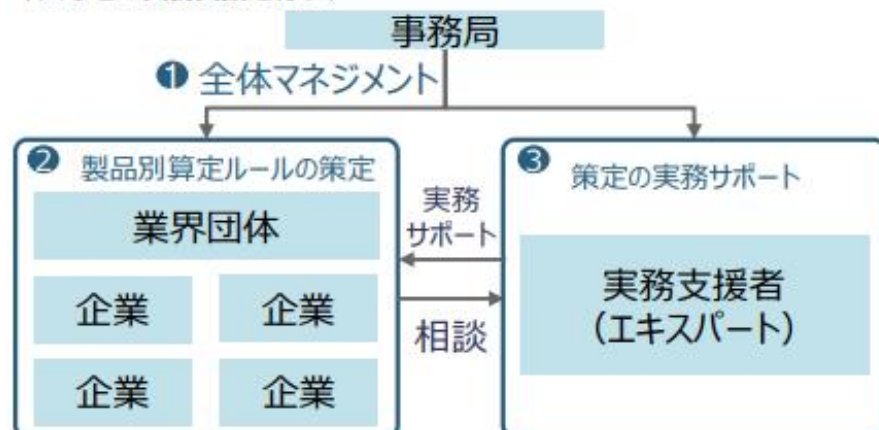 事務局
❶ 全体マネジメント
❷ 製品別算定ルールの策定
業界団体
企業 企業
企業 企業
実務
サポート
相談
❸ 策定の実務サポート
実務支援者
(エキスパート)